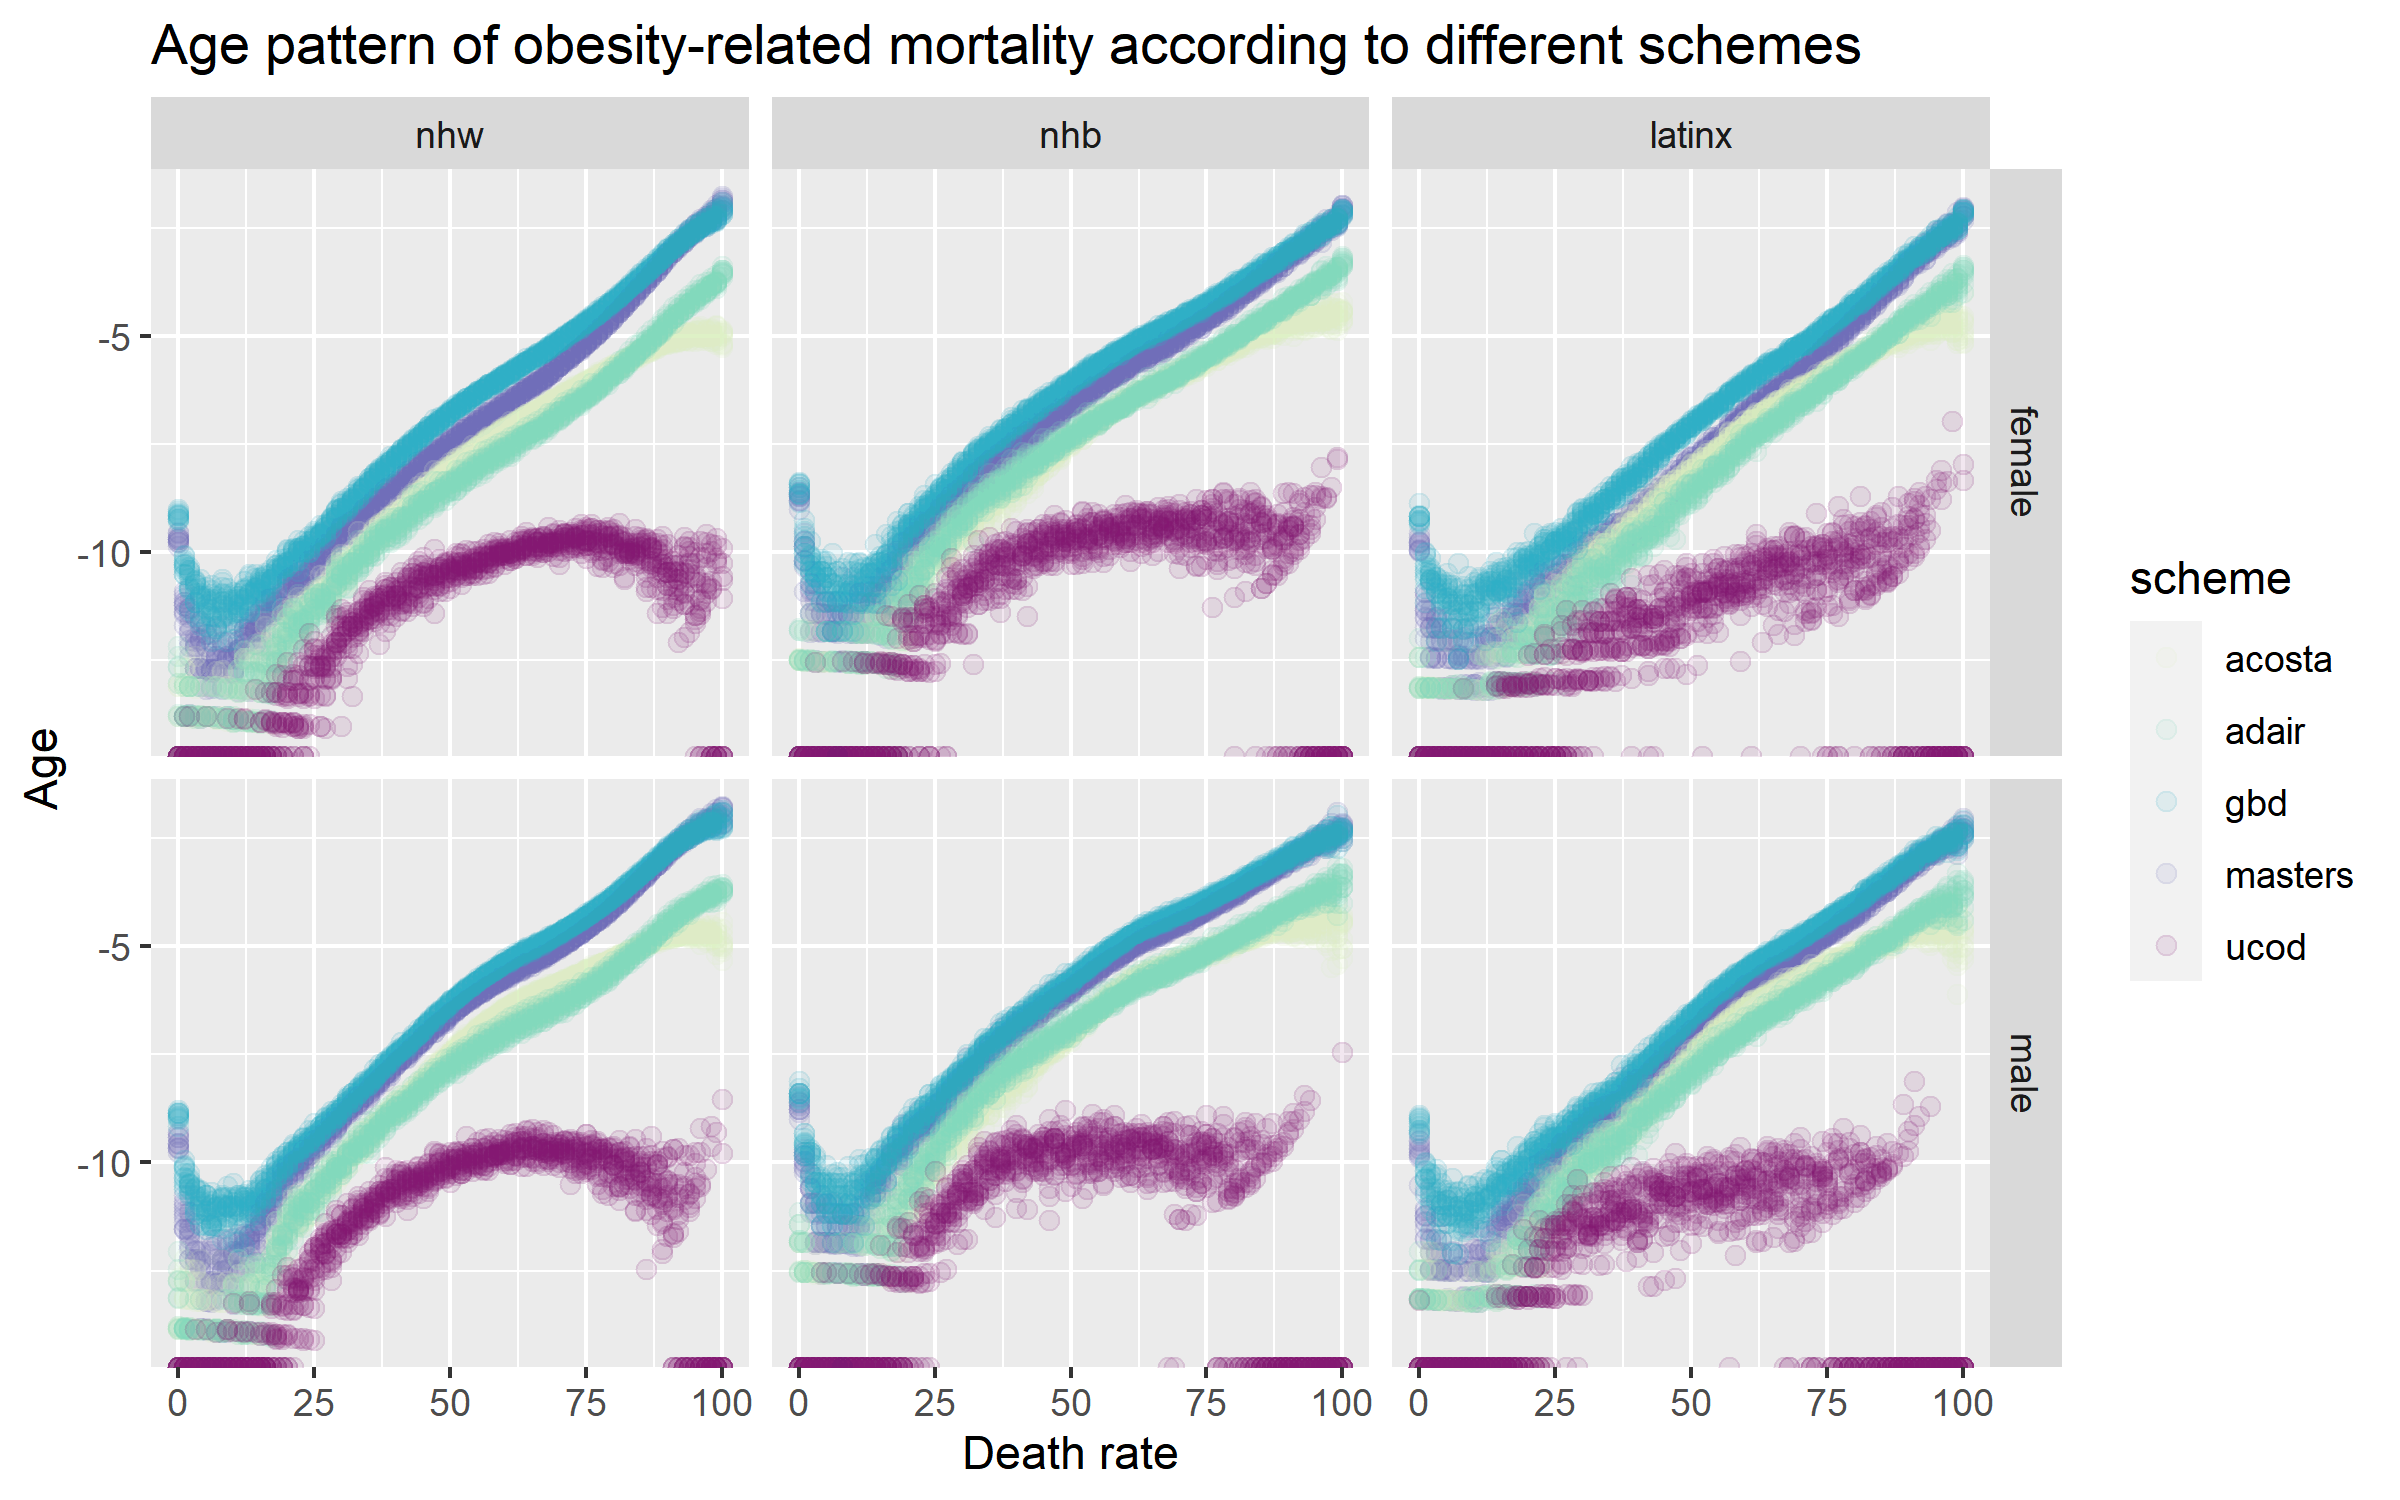 Age pattern of obesity-related mortality according to different schemes
nhw nhb latinx
female
male
Age
-5
-10
-5
-10
0 25 50 75 100 0 25 50 75 100 0 25 50 75 100
Death rate
scheme
acosta
adair
gbd
masters
ucod